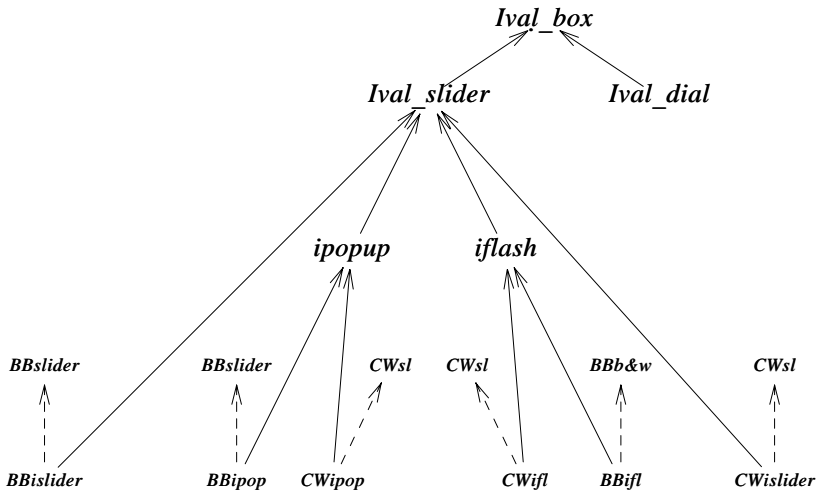 Ival_box
Ival_slider Ival_dial
ipopup iflash
BBslider BBslider CWsl CWsl BBb&w CWsl
BBislider BBipop CWipop CWifl BBifl CWislider